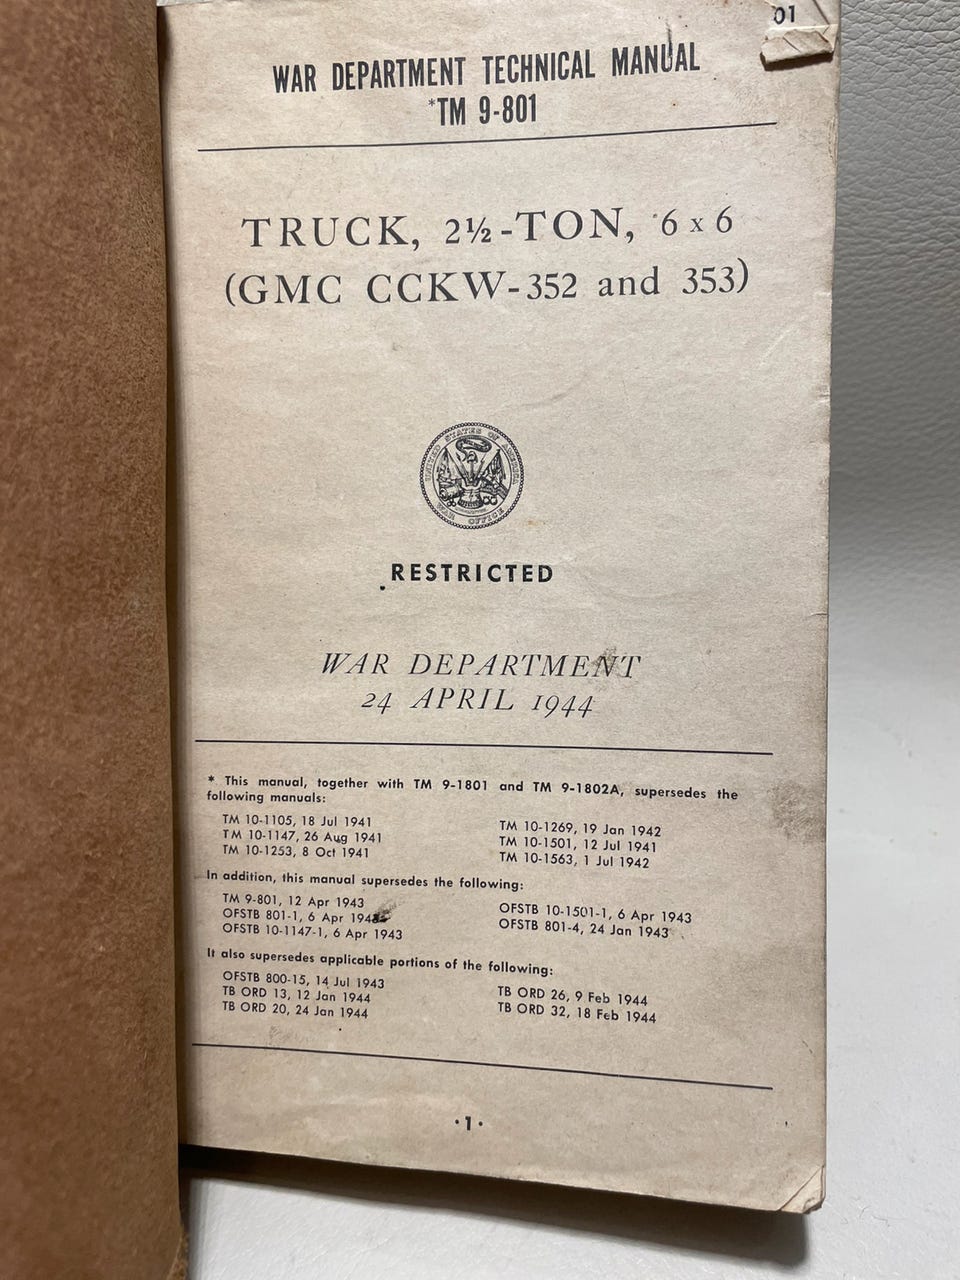 01
WAR DEPARTMENT TECHNICAL MANUAL
*TM 9-801
TRUCK, 2½-TON, 6 x 6
(GMC CCKW-352 and 353)
UNITED STATES OF AMERICA
WAR OFFICE
RESTRICTED
WAR DEPARTMENT
24 APRIL 1944
* This manual, together with TM 9-1801 and TM 9-1802A, supersedes the
following manuals:
TM 10-1105, 18 Jul 1941
TM 10-1147, 26 Aug 1941
TM 10-1253, 8 Oct 1941
TM 10-1269, 19 Jan 1942
TM 10-1501, 12 Jul 1941
TM 10-1563, 1 Jul 1942
In addition, this manual supersedes the following:
TM 9-801, 12 Apr 1943
OFSTB 801-1, 6 Apr
OFSTB 10-1147-1, 6 Apr 1943
OFSTB 10-1501-1, 6 Apr 1943
OFSTB 801-4, 24 Jan 1943
It also supersedes applicable portions of the following:
OFSTB 800-15, 14 Jul 1943
TB ORD 13, 12 Jan 1944
TB ORD 20, 24 Jan 1944
TB ORD 26, 9 Feb 1944
TB ORD 32, 18 Feb 1944
·1·